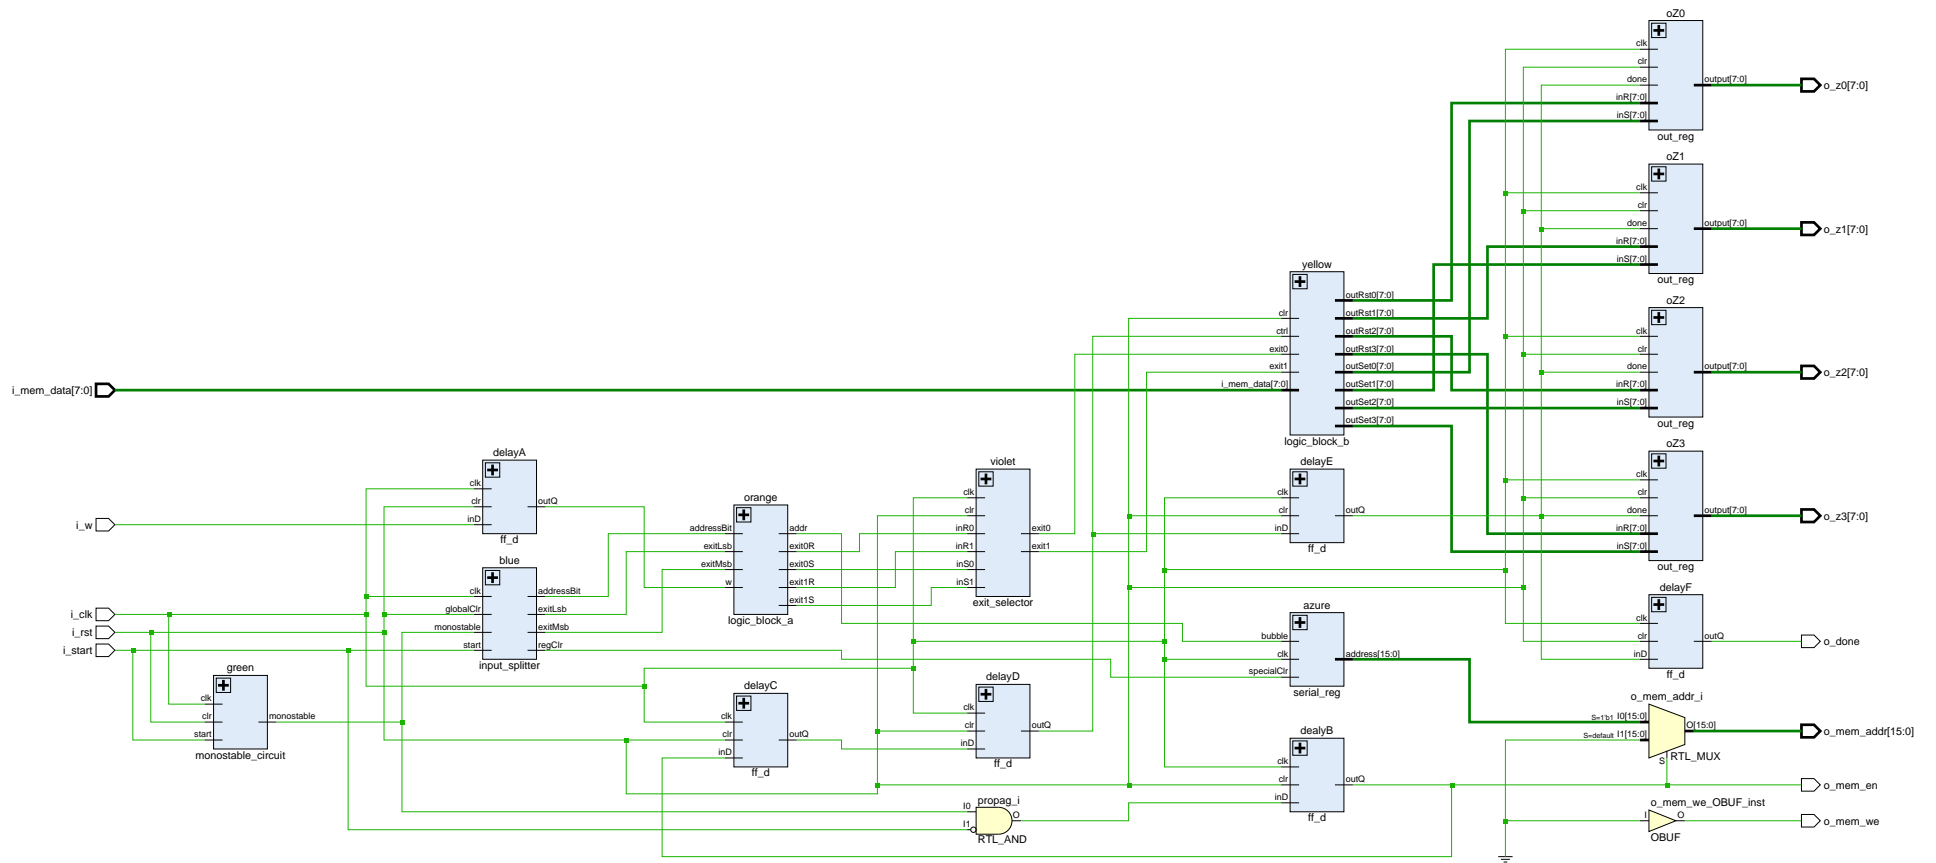 i_mem_data[7:0]
i_w
i_clk
i_rst
i_start
green
clk
clr
start
monostable
monostable_circuit
delayA
clk
clr
inD
outQ
ff_d
blue
clk
globalClr
monostable
start
addressBit
exitLsb
exitMsb
regClr
input_splitter
orange
addressBit
exitLsb
exitMsb
w
addr
exit0R
exit0S
exit1R
exit1S
logic_block_a
delayC
clk
clr
inD
outQ
ff_d
violet
clk
clr
inR0
inR1
inS0
inS1
exit0
exit1
exit_selector
delayD
clk
clr
inD
outQ
ff_d
propag_i
I0
I1
O
RTL_AND
yellow
clr
ctrl
exit0
exit1
i_mem_data[7:0]
outRst0[7:0]
outRst1[7:0]
outRst2[7:0]
outRst3[7:0]
outSet0[7:0]
outSet1[7:0]
outSet2[7:0]
outSet3[7:0]
logic_block_b
delayE
clk
clr
inD
outQ
ff_d
azure
bubble
clk
specialClr
address[15:0]
serial_reg
dealyB
clk
clr
inD
outQ
ff_d
oZ0
clk
clr
done
inR[7:0]
inS[7:0]
output[7:0]
out_reg
o_z0[7:0]
oZ1
clk
clr
done
inR[7:0]
inS[7:0]
output[7:0]
out_reg
o_z1[7:0]
oZ2
clk
clr
done
inR[7:0]
inS[7:0]
output[7:0]
out_reg
o_z2[7:0]
oZ3
clk
clr
done
inR[7:0]
inS[7:0]
output[7:0]
out_reg
o_z3[7:0]
delayF
clk
clr
inD
outQ
ff_d
o_done
o_mem_addr_i
S=1'b1 I0[15:0]
S=default I1[15:0]
O[15:0]
S
RTL_MUX
o_mem_addr[15:0]
o_mem_en
o_mem_we_OBUF_inst
I
O
OBUF
o_mem_we